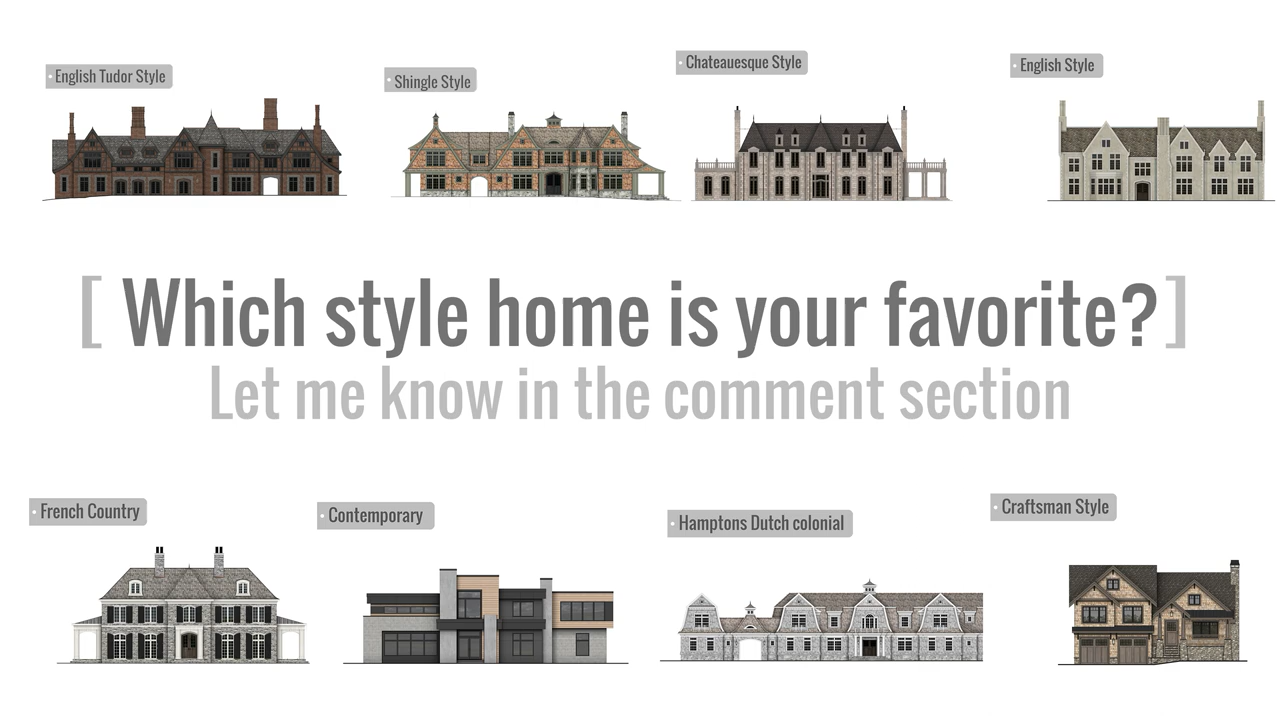 English Tudor Style
Shingle Style
Chateauesque Style
English Style
[ Which style home is your favorite? ]
Let me know in the comment section
French Country
Contemporary
Hamptons Dutch colonial
Craftsman Style